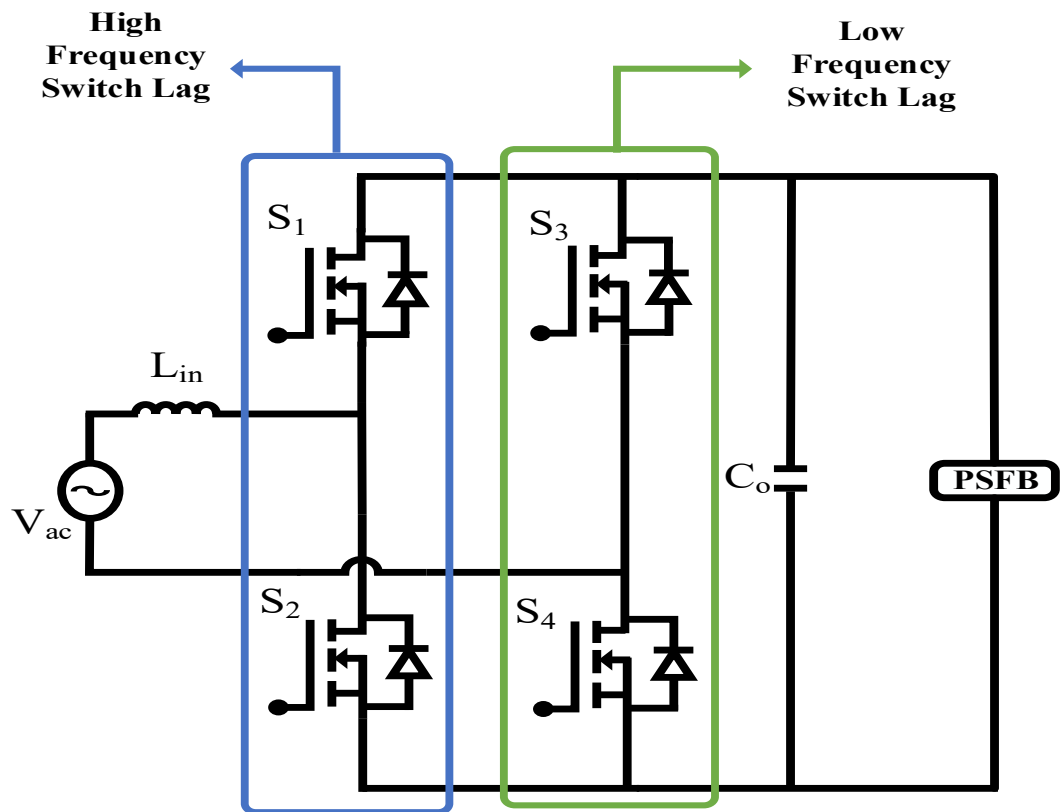 High
Frequency
Switch Lag
Low
Frequency
Switch Lag
S₁
S₃
Lᵢₙ
Vac
Cₒ
PSFB
S₂
S₄